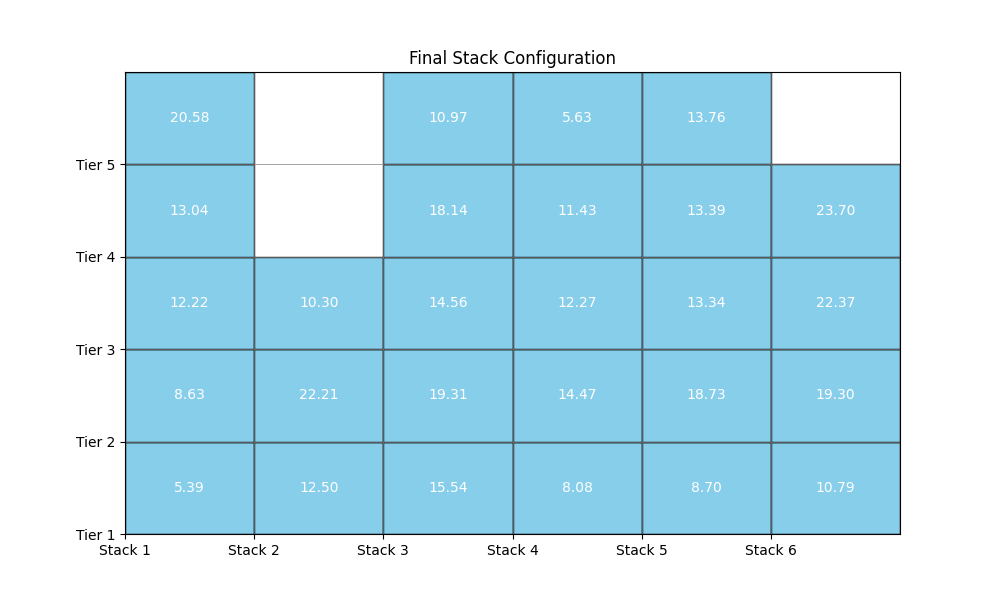 Final Stack Configuration
20.58 10.97 5.63 13.76
Tier 5
13.04 18.14 11.43 13.39 23.70
Tier 4
12.22 10.30 14.56 12.27 13.34 22.37
Tier 3
8.63 22.21 19.31 14.47 18.73 19.30
Tier 2
5.39 12.50 15.54 8.08 8.70 10.79
Tier 1
Stack 1 Stack 2 Stack 3 Stack 4 Stack 5 Stack 6